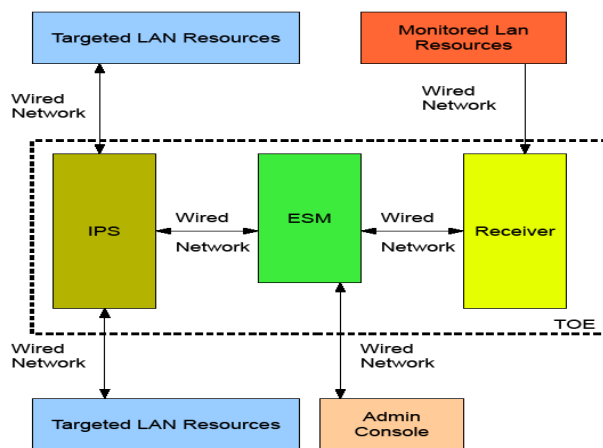 Targeted LAN Resources
Monitored Lan
Resources
Wired
Network
Wired
Network
IPS
Wired
Network
ESM
Wired
Network
Receiver
TOE
Wired
Network
Wired
Network
Targeted LAN Resources
Admin
Console